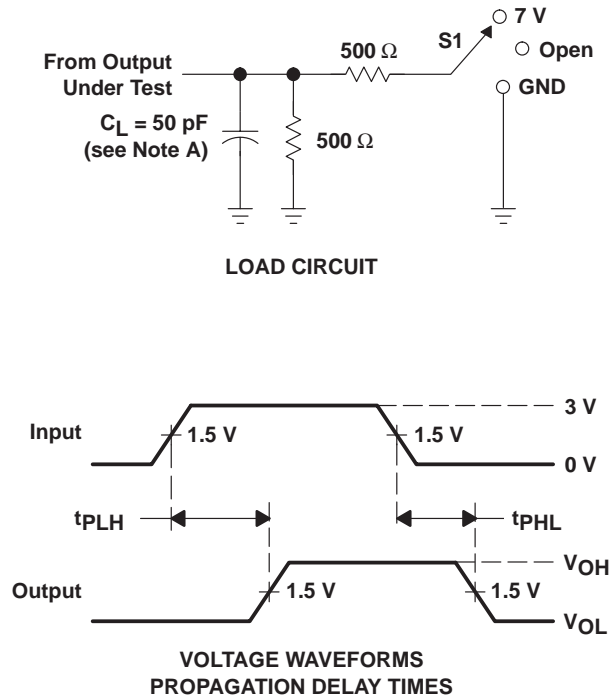 7 V
S1
Open
500 Ω
From Output
Under Test
GND
CL = 50 pF
(see Note A)
500 Ω
LOAD CIRCUIT
3 V
Input
1.5 V
1.5 V
0 V
tPLH
tPHL
VOH
Output
1.5 V
1.5 V
VOL
VOLTAGE WAVEFORMS
PROPAGATION DELAY TIMES